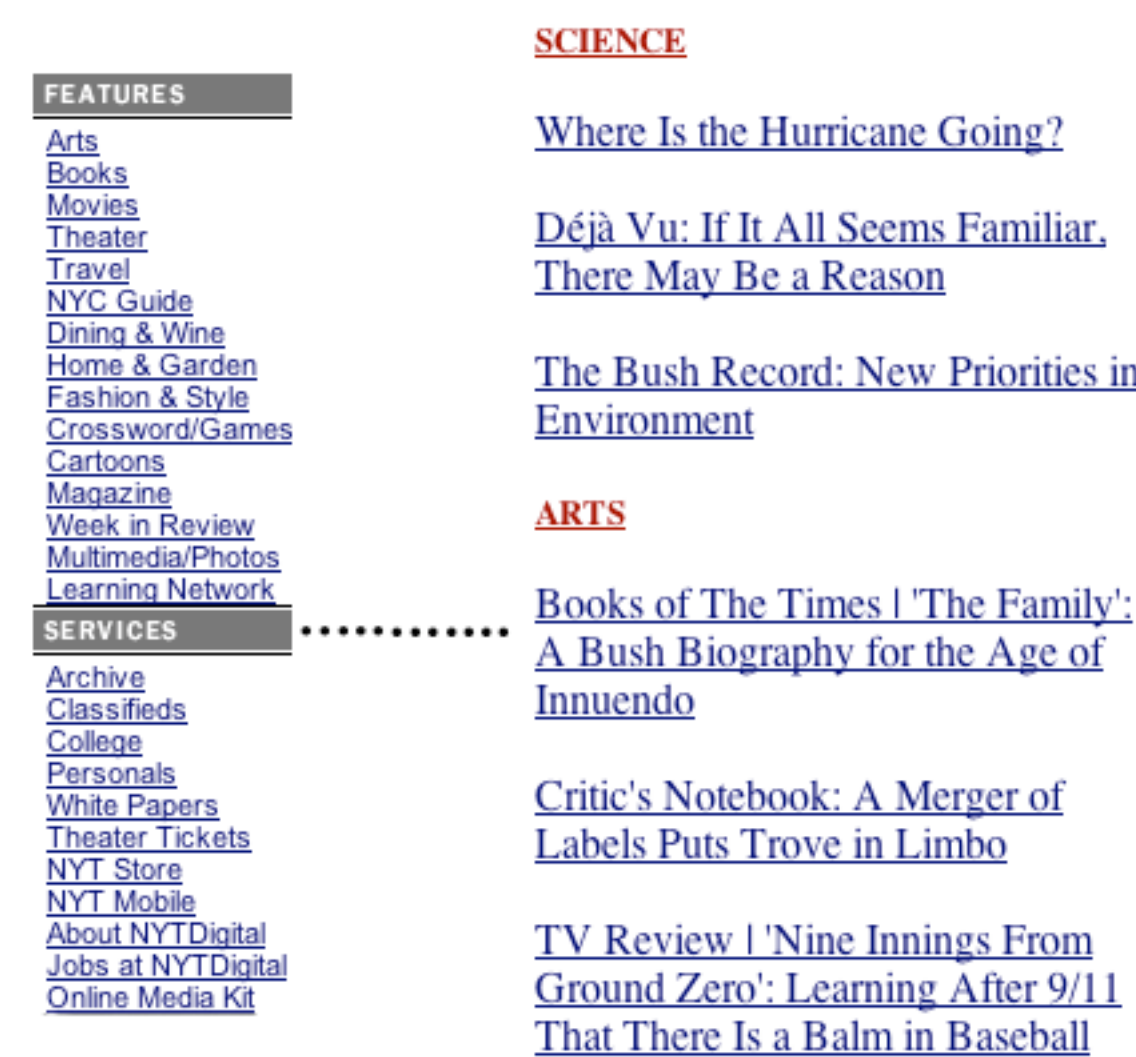 FEATURES
Arts
Books
Movies
Theater
Travel
NYC Guide
Dining & Wine
Home & Garden
Fashion & Style
Crossword/Games
Cartoons
Magazine
Week in Review
Multimedia/Photos
Learning Network
SERVICES
Archive
Classifieds
College
Personals
White Papers
Theater Tickets
NYT Store
NYT Mobile
About NYTDigital
Jobs at NYTDigital
Online Media Kit
SCIENCE
Where Is the Hurricane Going?
Déjà Vu: If It All Seems Familiar,
There May Be a Reason
The Bush Record: New Priorities in
Environment
ARTS
Books of The Times | 'The Family':
A Bush Biography for the Age of
Innuendo
Critic's Notebook: A Merger of
Labels Puts Trove in Limbo
TV Review | 'Nine Innings From
Ground Zero': Learning After 9/11
That There Is a Balm in Baseball